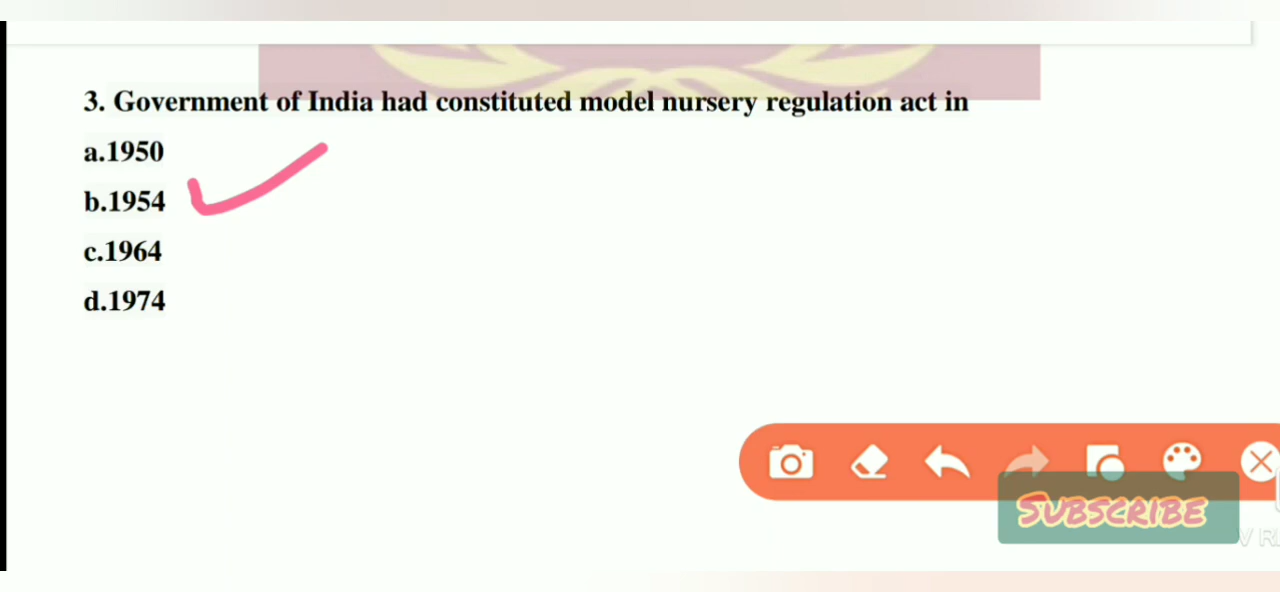 3. Government of India had constituted model nursery regulation act in
a.1950
b.1954
c.1964
d.1974
SUBSCRIBE